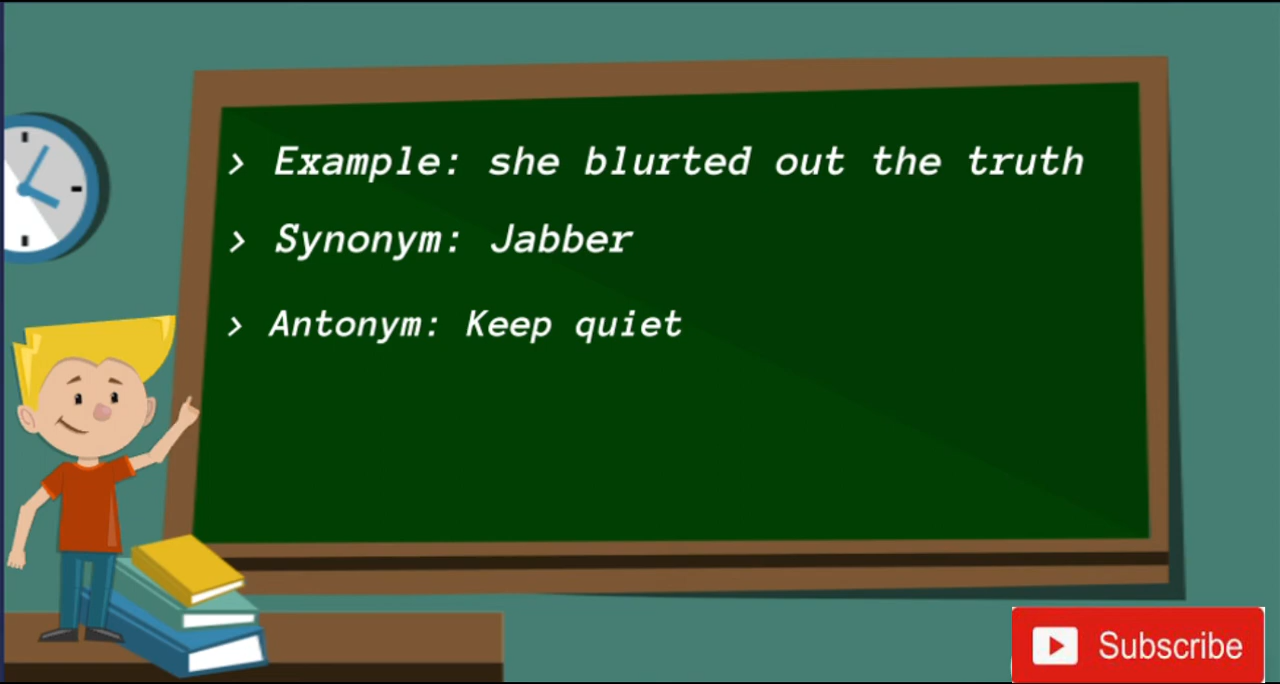 > Example: she blurted out the truth
> Synonym: Jabber
> Antonym: Keep quiet
Subscribe